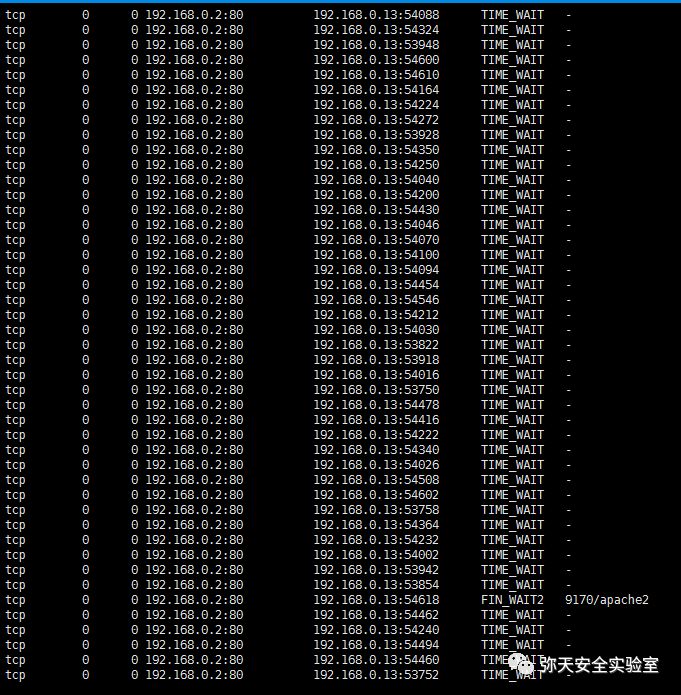 tcp 0 0 192.168.0.2:80 192.168.0.13:54088 TIME_WAIT -
tcp 0 0 192.168.0.2:80 192.168.0.13:54324 TIME_WAIT -
tcp 0 0 192.168.0.2:80 192.168.0.13:53948 TIME_WAIT -
tcp 0 0 192.168.0.2:80 192.168.0.13:54600 TIME_WAIT -
tcp 0 0 192.168.0.2:80 192.168.0.13:54610 TIME_WAIT -
tcp 0 0 192.168.0.2:80 192.168.0.13:54164 TIME_WAIT -
tcp 0 0 192.168.0.2:80 192.168.0.13:54224 TIME_WAIT -
tcp 0 0 192.168.0.2:80 192.168.0.13:54272 TIME_WAIT -
tcp 0 0 192.168.0.2:80 192.168.0.13:53928 TIME_WAIT -
tcp 0 0 192.168.0.2:80 192.168.0.13:54350 TIME_WAIT -
tcp 0 0 192.168.0.2:80 192.168.0.13:54250 TIME_WAIT -
tcp 0 0 192.168.0.2:80 192.168.0.13:54040 TIME_WAIT -
tcp 0 0 192.168.0.2:80 192.168.0.13:54200 TIME_WAIT -
tcp 0 0 192.168.0.2:80 192.168.0.13:54430 TIME_WAIT -
tcp 0 0 192.168.0.2:80 192.168.0.13:54046 TIME_WAIT -
tcp 0 0 192.168.0.2:80 192.168.0.13:54070 TIME_WAIT -
tcp 0 0 192.168.0.2:80 192.168.0.13:54100 TIME_WAIT -
tcp 0 0 192.168.0.2:80 192.168.0.13:54094 TIME_WAIT -
tcp 0 0 192.168.0.2:80 192.168.0.13:54454 TIME_WAIT -
tcp 0 0 192.168.0.2:80 192.168.0.13:54546 TIME_WAIT -
tcp 0 0 192.168.0.2:80 192.168.0.13:54212 TIME_WAIT -
tcp 0 0 192.168.0.2:80 192.168.0.13:54030 TIME_WAIT -
tcp 0 0 192.168.0.2:80 192.168.0.13:53822 TIME_WAIT -
tcp 0 0 192.168.0.2:80 192.168.0.13:53918 TIME_WAIT -
tcp 0 0 192.168.0.2:80 192.168.0.13:54016 TIME_WAIT -
tcp 0 0 192.168.0.2:80 192.168.0.13:53750 TIME_WAIT -
tcp 0 0 192.168.0.2:80 192.168.0.13:54478 TIME_WAIT -
tcp 0 0 192.168.0.2:80 192.168.0.13:54416 TIME_WAIT -
tcp 0 0 192.168.0.2:80 192.168.0.13:54222 TIME_WAIT -
tcp 0 0 192.168.0.2:80 192.168.0.13:54340 TIME_WAIT -
tcp 0 0 192.168.0.2:80 192.168.0.13:54026 TIME_WAIT -
tcp 0 0 192.168.0.2:80 192.168.0.13:54508 TIME_WAIT -
tcp 0 0 192.168.0.2:80 192.168.0.13:54602 TIME_WAIT -
tcp 0 0 192.168.0.2:80 192.168.0.13:53758 TIME_WAIT -
tcp 0 0 192.168.0.2:80 192.168.0.13:54364 TIME_WAIT -
tcp 0 0 192.168.0.2:80 192.168.0.13:54232 TIME_WAIT -
tcp 0 0 192.168.0.2:80 192.168.0.13:54002 TIME_WAIT -
tcp 0 0 192.168.0.2:80 192.168.0.13:53942 TIME_WAIT -
tcp 0 0 192.168.0.2:80 192.168.0.13:53854 TIME_WAIT -
tcp 0 0 192.168.0.2:80 192.168.0.13:54618 FIN_WAIT2 9170/apache2
tcp 0 0 192.168.0.2:80 192.168.0.13:54462 TIME_WAIT -
tcp 0 0 192.168.0.2:80 192.168.0.13:54240 TIME_WAIT -
tcp 0 0 192.168.0.2:80 192.168.0.13:54494 TIME_WAIT -
tcp 0 0 192.168.0.2:80 192.168.0.13:54460 TIME_WAIT
弥天安全实验室
tcp 0 0 192.168.0.2:80 192.168.0.13:53752 TIME_WAIT -